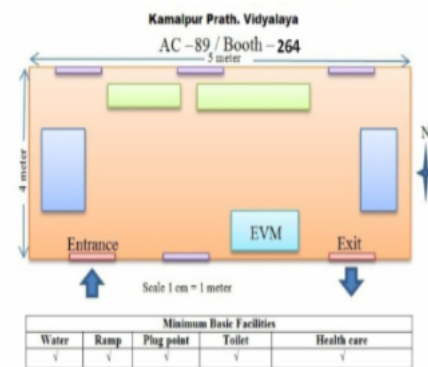 Kamalpur Prath. Vidyalaya
AC –89 / Booth – 264
5 meter
4 meter
N
EVM
Entrance
Exit
Scale 1 cm = 1 meter
Minimum Basic Facilities
Water Ramp Plug point Toilet Health care
√ √ √ √ √